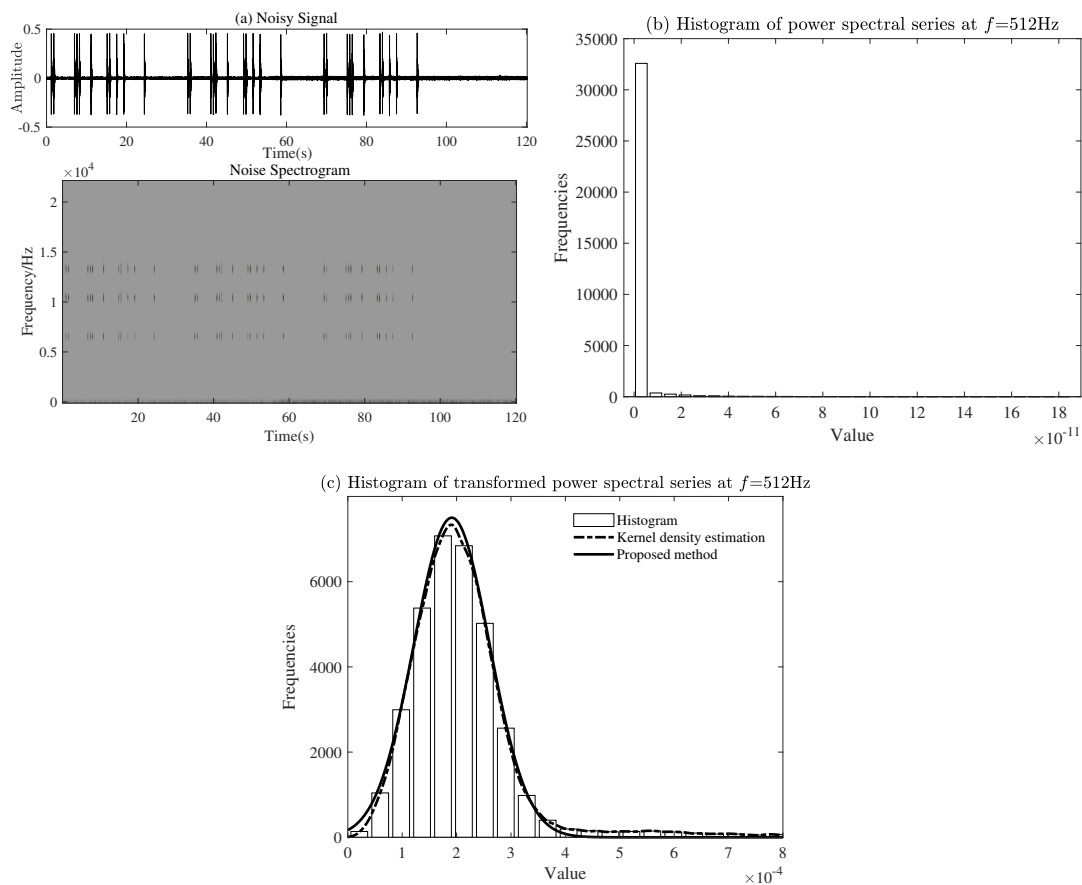 (a) Noisy Signal
0.5
0
-0.5
Amplitude
0 20 40 60 80 100 120
Time(s)
Noise Spectrogram
×10⁴
2
1.5
1
0.5
0
Frequency/Hz
20 40 60 80 100 120
Time(s)
(b) Histogram of power spectral series at f=512Hz
35000
30000
25000
20000
15000
10000
5000
0
Frequencies
0 2 4 6 8 10 12 14 16 18
Value
×10⁻¹¹
(c) Histogram of transformed power spectral series at f=512Hz
Histogram
Kernel density estimation
Proposed method
6000
4000
2000
0
Frequencies
0 1 2 3 4 5 6 7 8
Value
×10⁻⁴